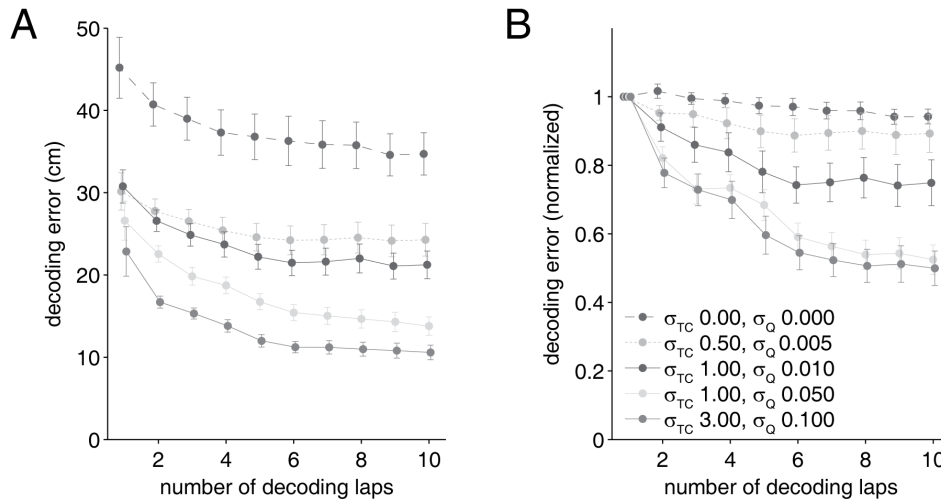 A
B
50
40
30
20
10
0
decoding error (cm)
2 4 6 8 10
number of decoding laps
1
0.8
0.6
0.4
0.2
0
decoding error (normalized)
σTC 0.00, σQ 0.000
σTC 0.50, σQ 0.005
σTC 1.00, σQ 0.010
σTC 1.00, σQ 0.050
σTC 3.00, σQ 0.100
2 4 6 8 10
number of decoding laps